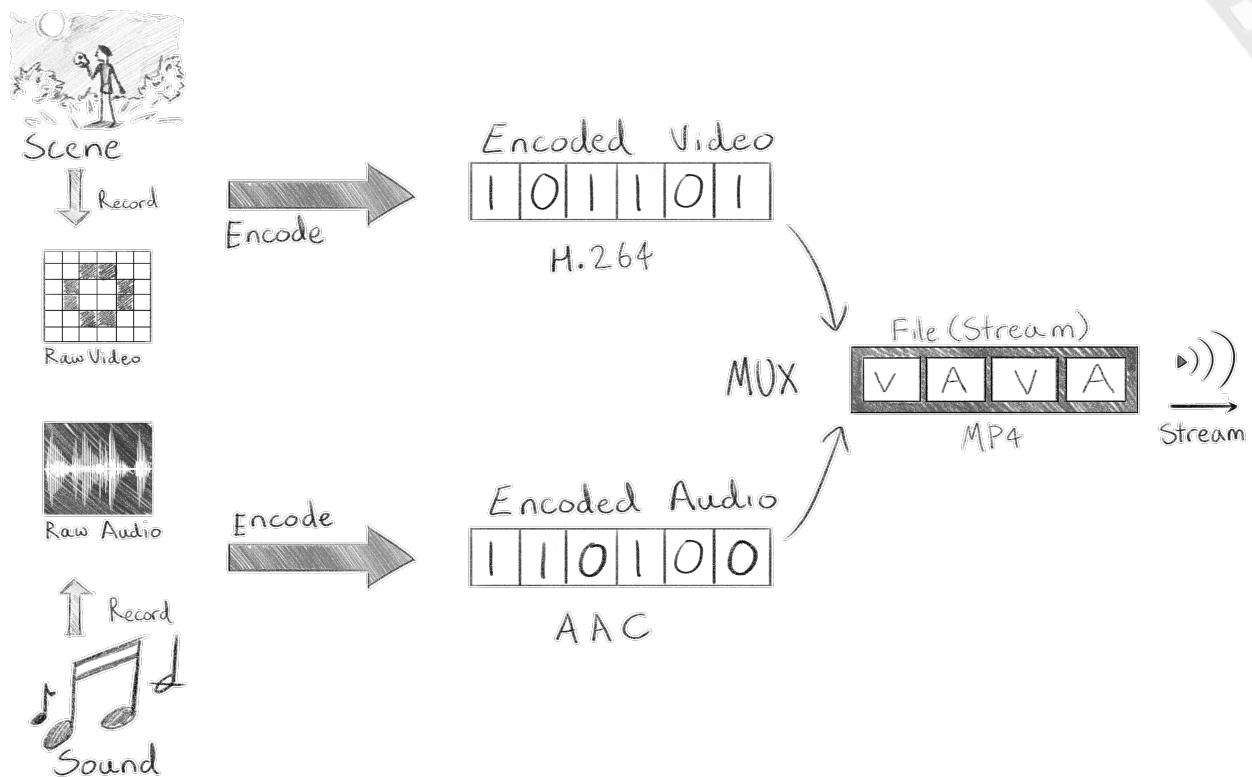 Scene
Record
Raw Video
Encode
Encoded Video
1 0 1 1 0 1
H.264
MUX
File (Stream)
V A V A
MP4
Stream
Raw Audio
Encode
Encoded Audio
1 1 0 1 0 0
AAC
Record
Sound